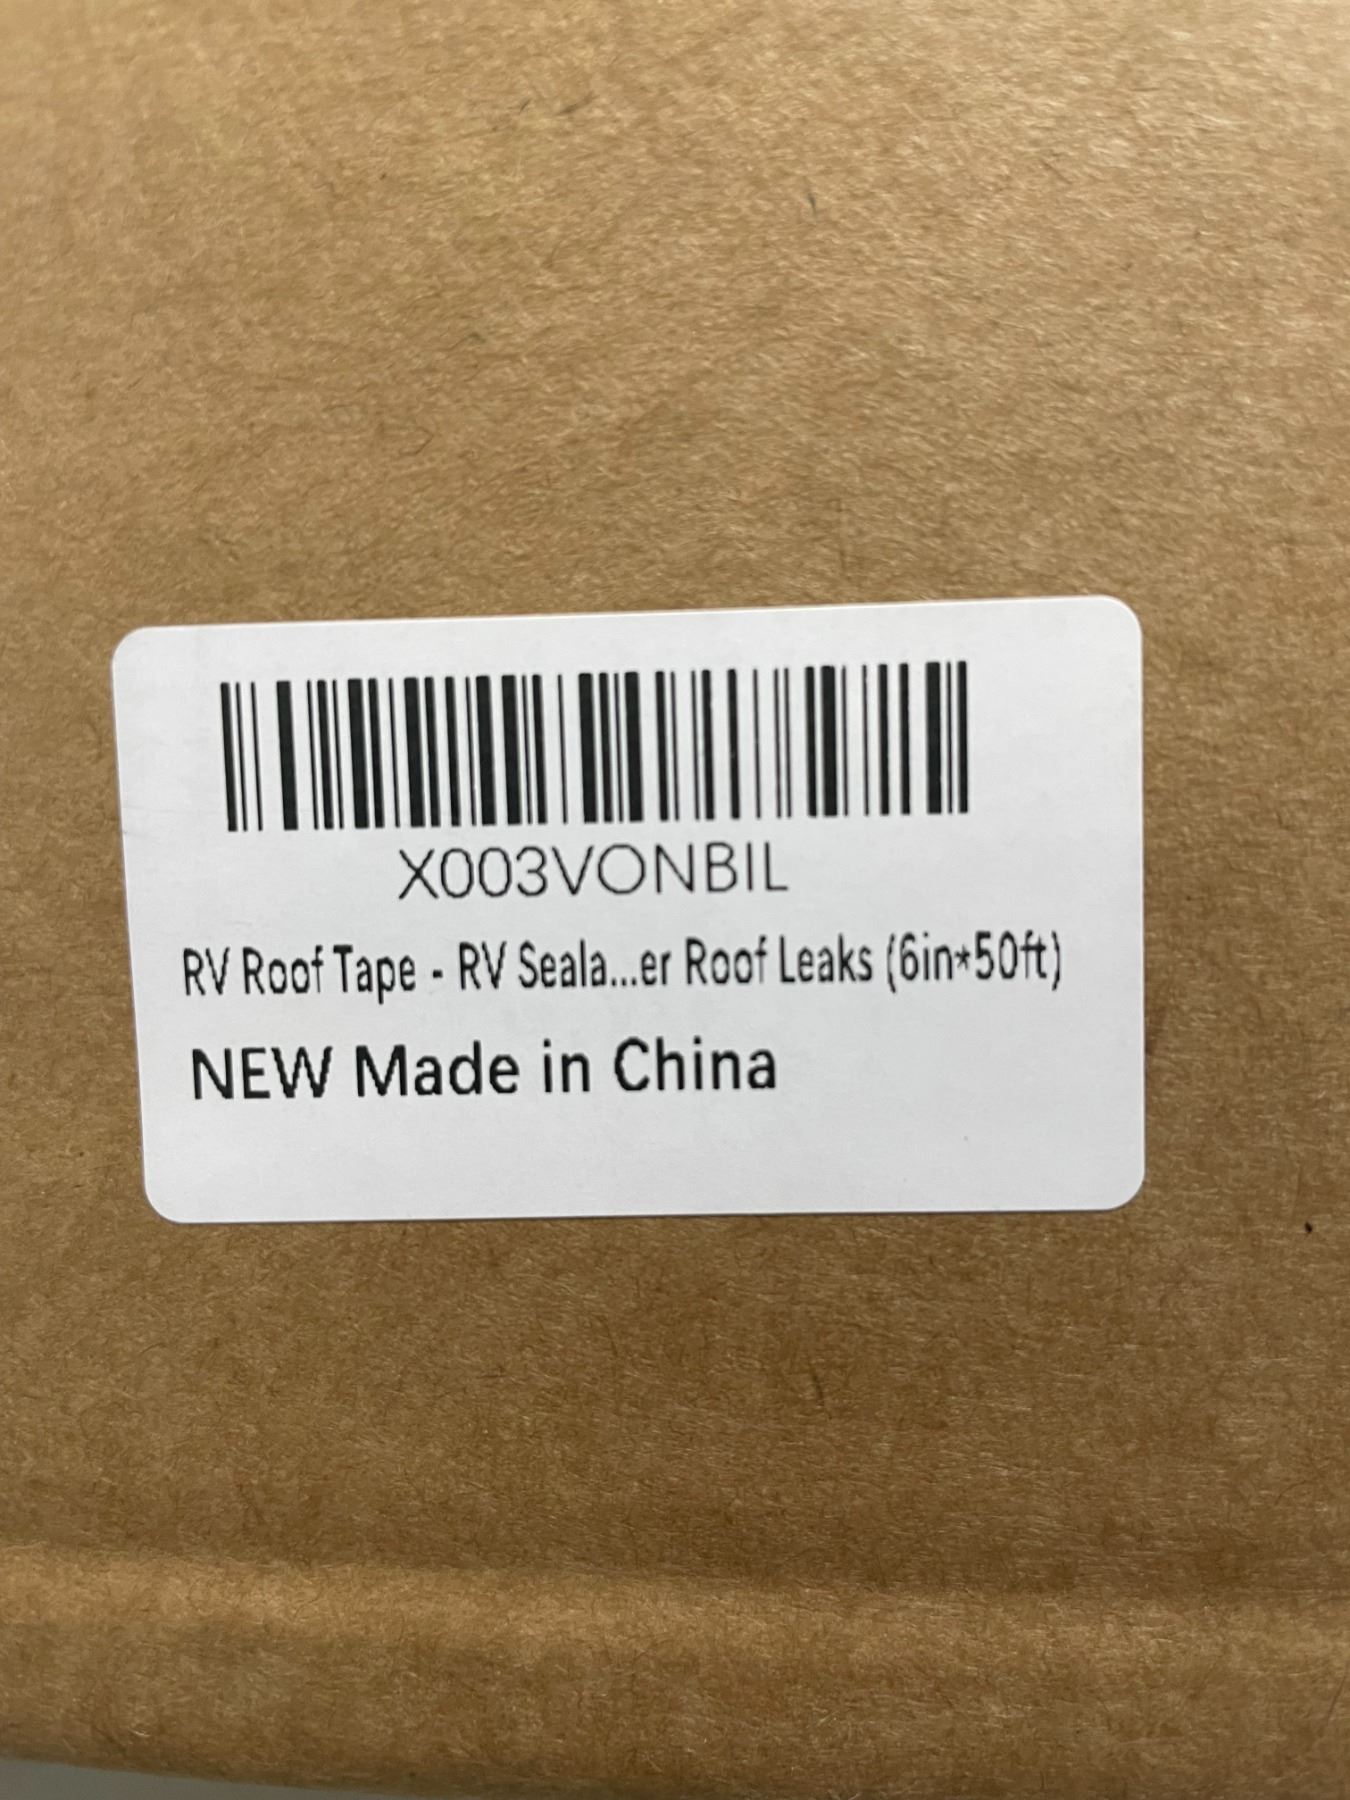 X003VONBIL
RV Roof Tape - RV Seala...er Roof Leaks (6in*50ft)
NEW Made in China